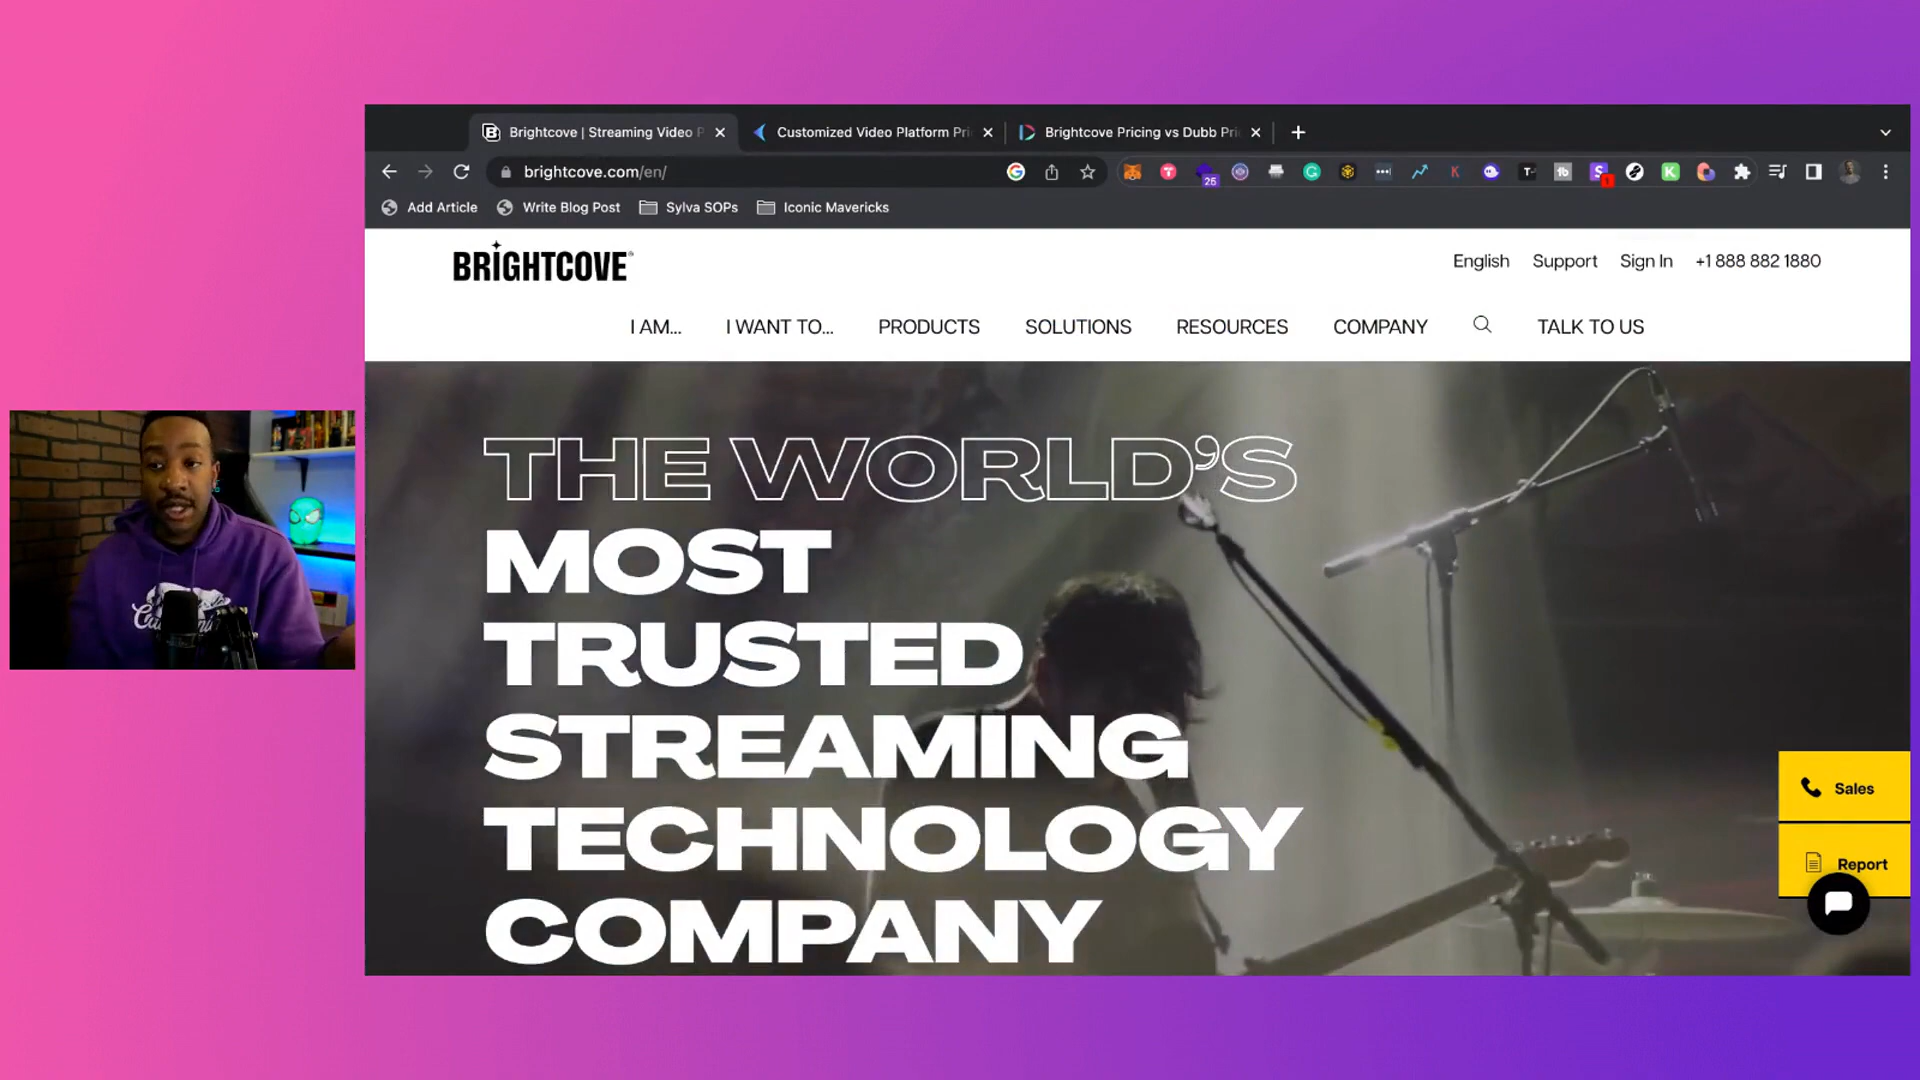 Brightcove | Streaming Video P
Customized Video Platform Pri
Brightcove Pricing vs Dubb Pri
brightcove.com/en/
25
1
Add Article
Write Blog Post
Sylva SOPs
Iconic Mavericks
BRIGHTCOVE
English
Support
Sign In
+1 888 882 1880
I AM...
I WANT TO...
PRODUCTS
SOLUTIONS
RESOURCES
COMPANY
TALK TO US
THE WORLD'S
MOST
TRUSTED
STREAMING
TECHNOLOGY
COMPANY
Sales
Report